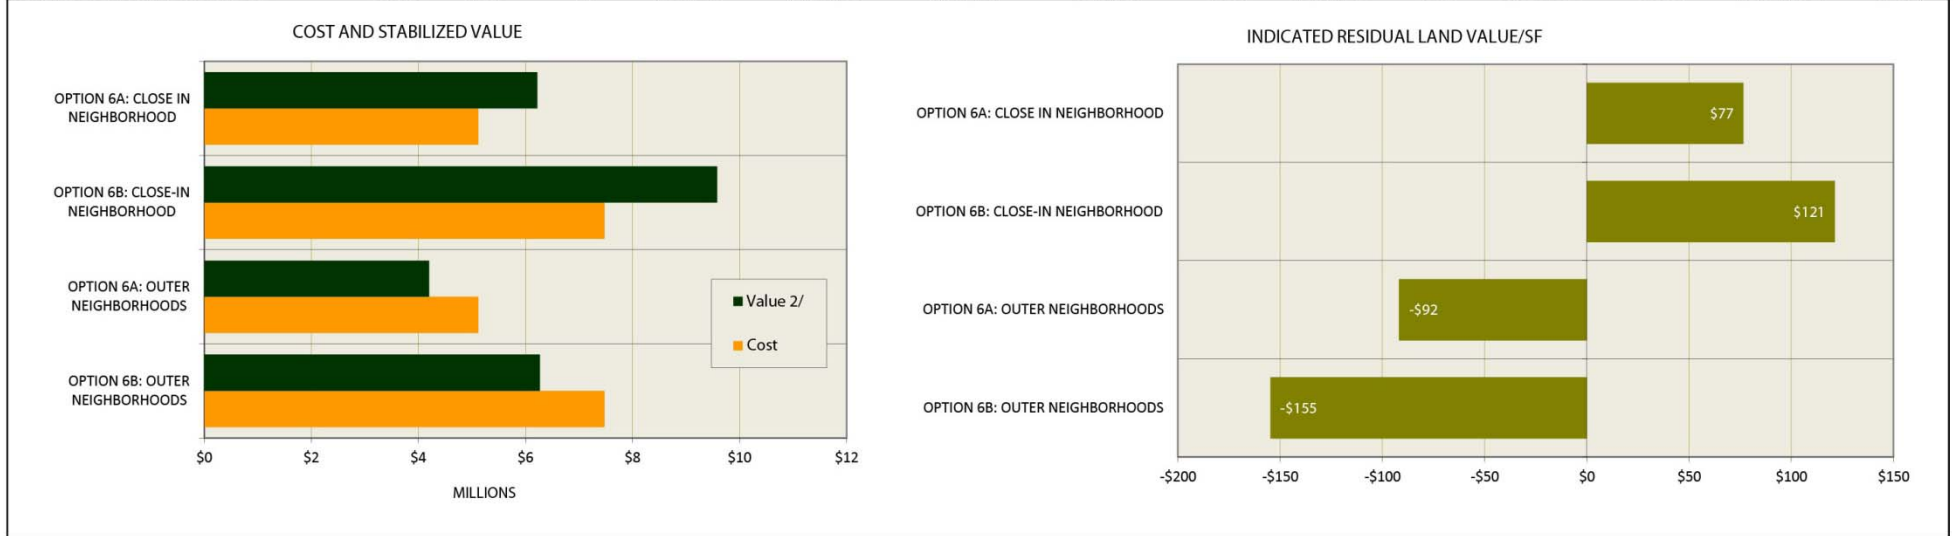 COST AND STABILIZED VALUE
OPTION 6A: CLOSE IN
NEIGHBORHOOD
OPTION 6B: CLOSE-IN
NEIGHBORHOOD
OPTION 6A: OUTER
NEIGHBORHOODS
OPTION 6B: OUTER
NEIGHBORHOODS
Value 2/
Cost
$0 $2 $4 $6 $8 $10 $12
MILLIONS
INDICATED RESIDUAL LAND VALUE/SF
OPTION 6A: CLOSE IN NEIGHBORHOOD $77
OPTION 6B: CLOSE-IN NEIGHBORHOOD $121
OPTION 6A: OUTER NEIGHBORHOODS -$92
OPTION 6B: OUTER NEIGHBORHOODS -$155
-$200 -$150 -$100 -$50 $0 $50 $100 $150